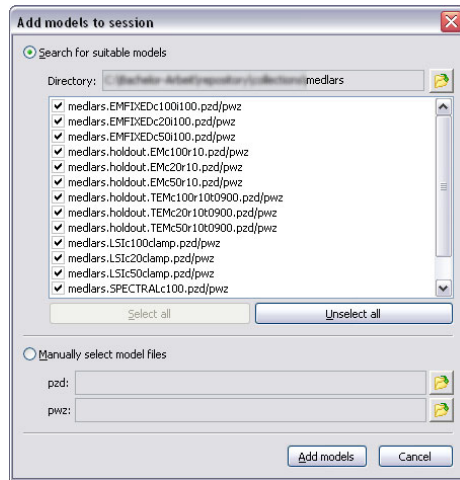 Add models to session
Search for suitable models
Directory: medlars
medlars.EMFIXEDc100i100.pzd/pwz
medlars.EMFIXEDc20i100.pzd/pwz
medlars.EMFIXEDc50i100.pzd/pwz
medlars.holdout.EMc100r10.pzd/pwz
medlars.holdout.EMc20r10.pzd/pwz
medlars.holdout.EMc50r10.pzd/pwz
medlars.holdout.TEMc100r10t0900.pzd/pwz
medlars.holdout.TEMc20r10t0900.pzd/pwz
medlars.holdout.TEMc50r10t0900.pzd/pwz
medlars.LSIc100clamp.pzd/pwz
medlars.LSIc20clamp.pzd/pwz
medlars.LSIc50clamp.pzd/pwz
medlars.SPECTRALc100.pzd/pwz
Select all Unselect all
Manually select model files
pzd:
pwz:
Add models Cancel